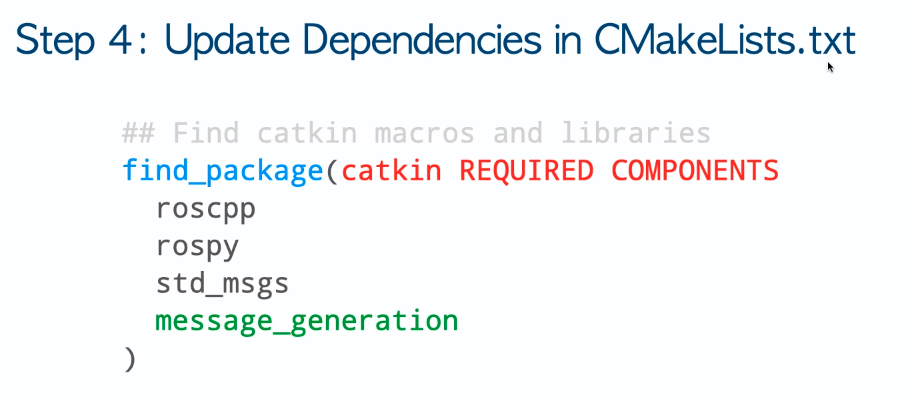 Step 4: Update Dependencies in CMakeLists.txt
## Find catkin macros and libraries
find_package(catkin REQUIRED COMPONENTS
roscpp
rospy
std_msgs
message_generation
)